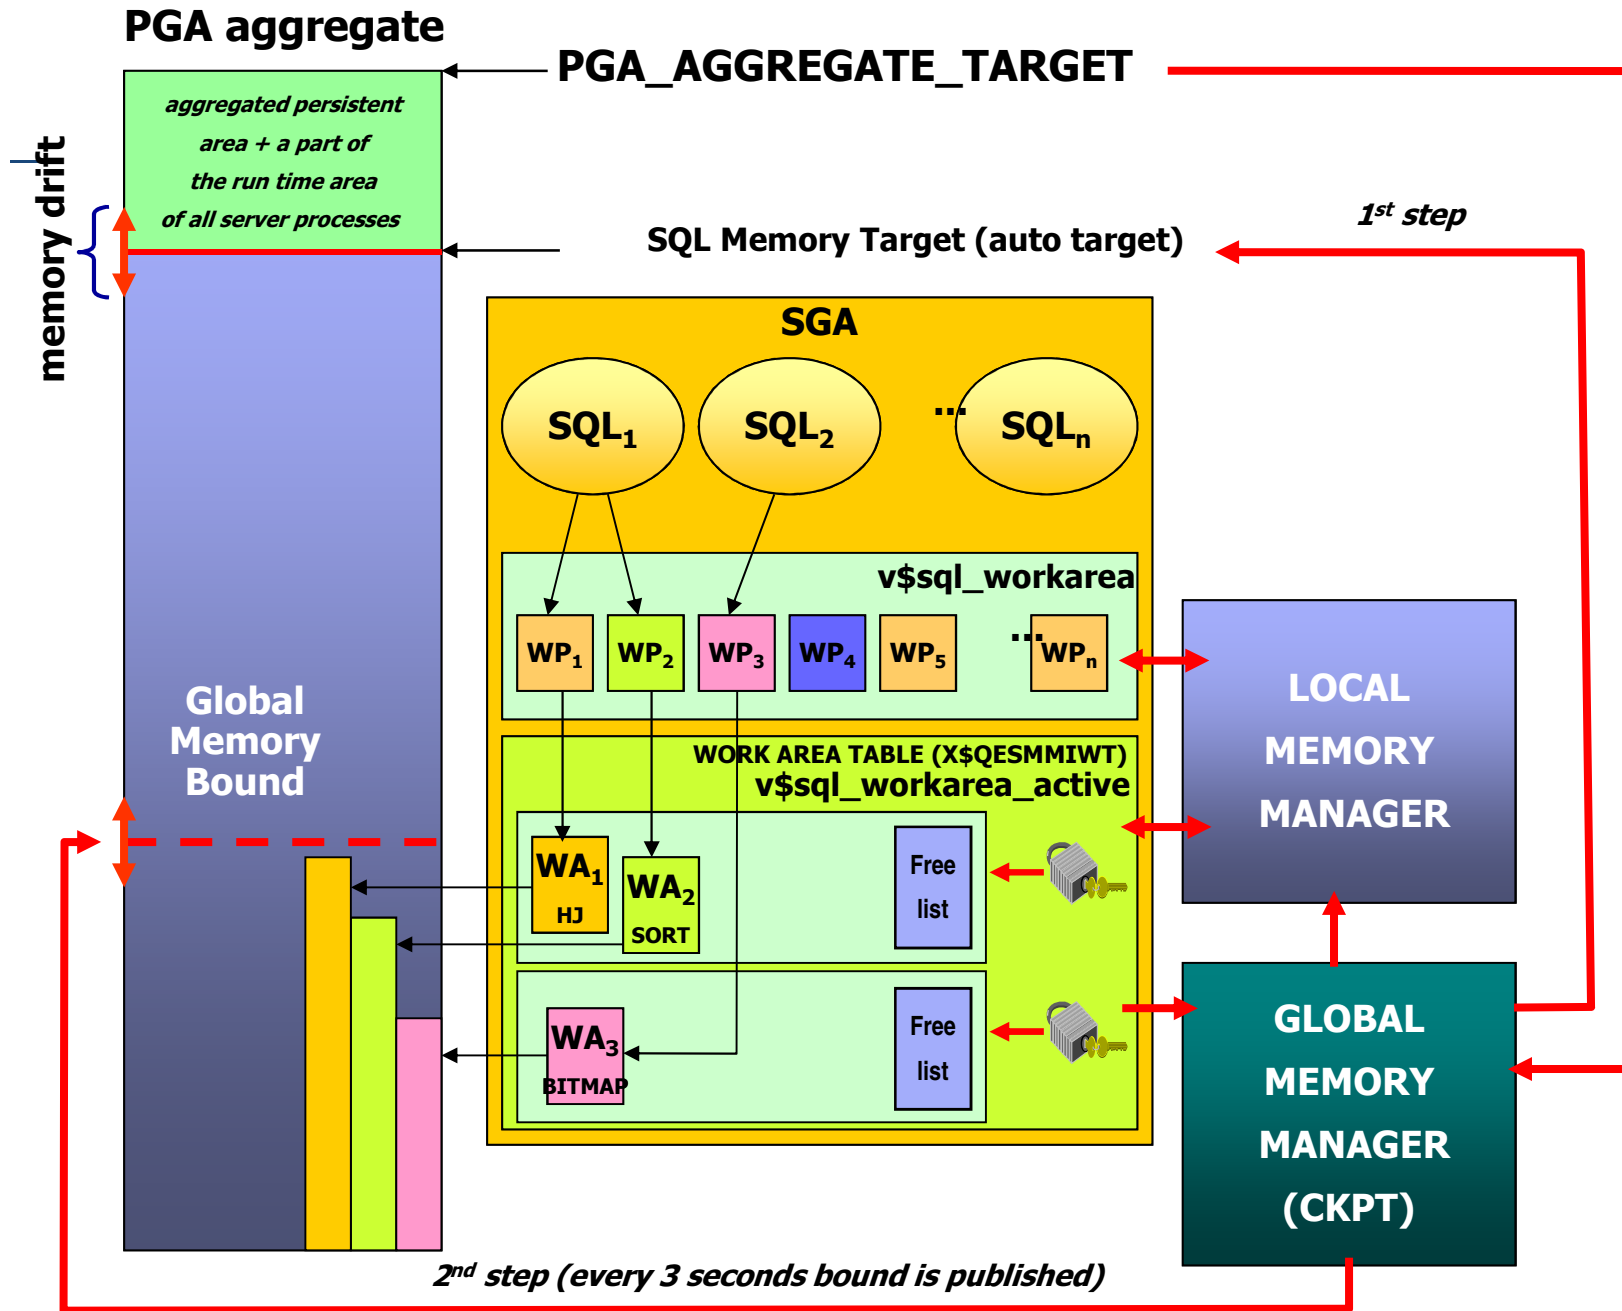 PGA aggregate
PGA_AGGREGATE_TARGET
aggregated persistent
area + a part of
the run time area
of all server processes
memory drift
1st step
SQL Memory Target (auto target)
SGA
SQL1
SQL2
...
SQLn
v$sql_workarea
WP1
WP2
WP3
WP4
WP5
...
WPn
LOCAL
MEMORY
MANAGER
Global
Memory
Bound
WORK AREA TABLE (X$QESMMIWT)
v$sql_workarea_active
WA1
HJ
WA2
SORT
Free
list
WA3
BITMAP
Free
list
GLOBAL
MEMORY
MANAGER
(CKPT)
2nd step (every 3 seconds bound is published)